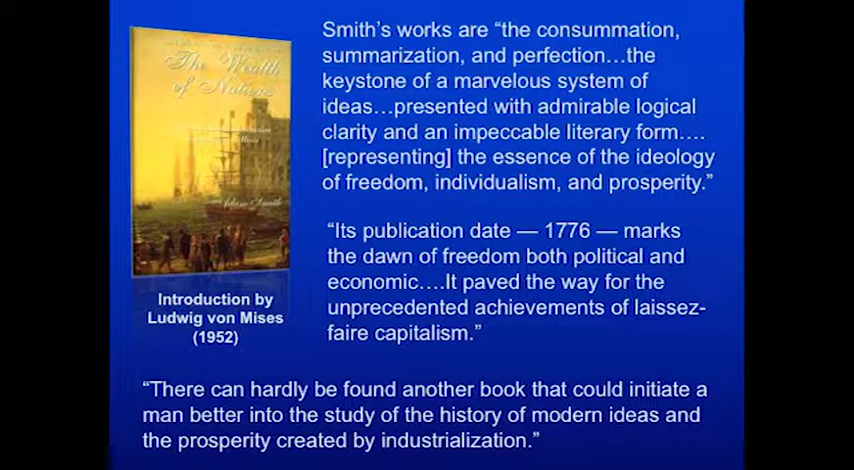 The Wealth
of Nations
Adam Smith
Introduction by
Ludwig von Mises
(1952)
Smith’s works are “the consummation,
summarization, and perfection…the
keystone of a marvelous system of
ideas…presented with admirable logical
clarity and an impeccable literary form….
[representing] the essence of the ideology
of freedom, individualism, and prosperity.”
“Its publication date — 1776 — marks
the dawn of freedom both political and
economic….It paved the way for the
unprecedented achievements of laissez-
faire capitalism.”
“There can hardly be found another book that could initiate a
man better into the study of the history of modern ideas and
the prosperity created by industrialization.”